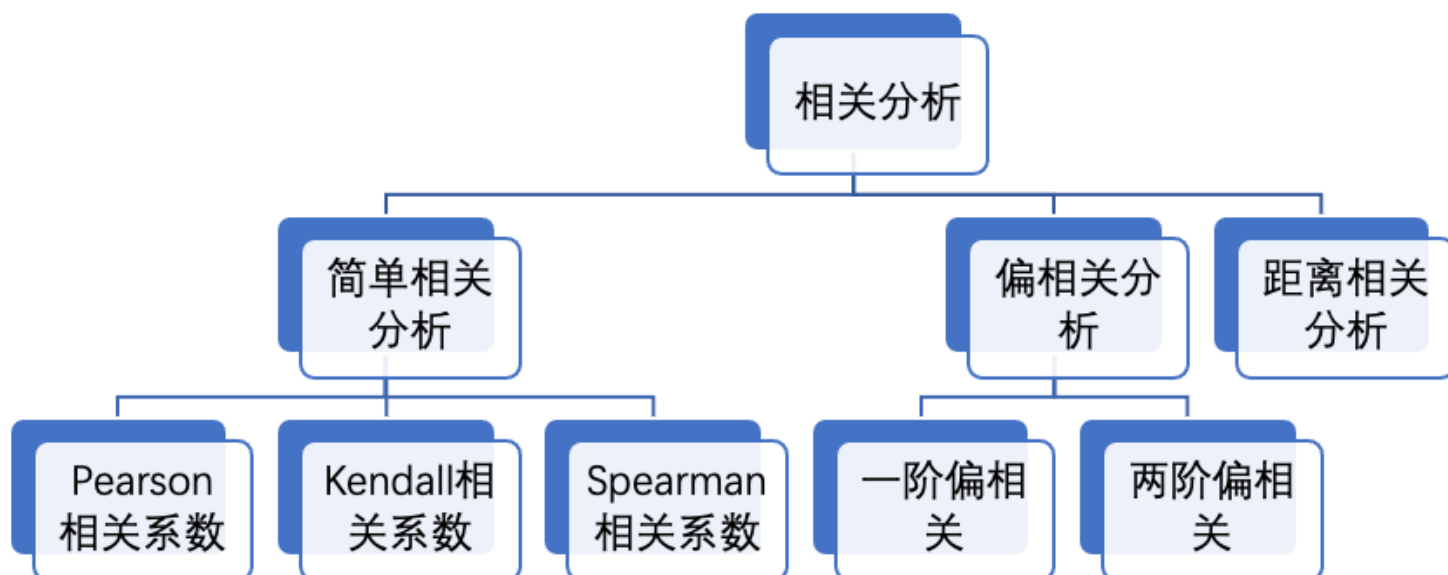 相关分析
简单相关
分析
偏相关分
析
距离相关
分析
Pearson
相关系数
Kendall相
关系数
Spearman
相关系数
一阶偏相
关
两阶偏相
关